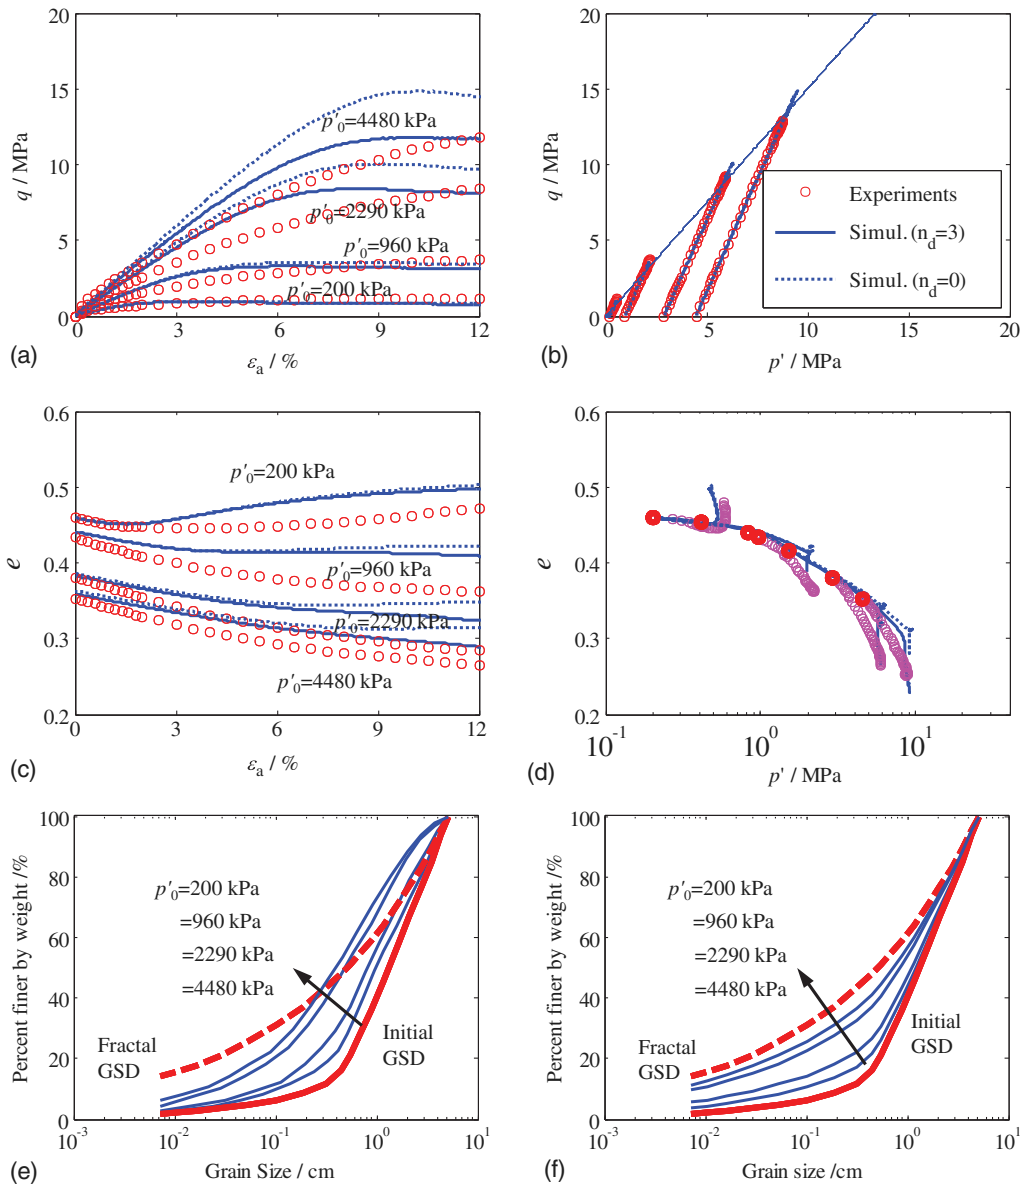 20
15
10
5
0
q / MPa
p'0=4480 kPa
p'0=2290 kPa
p'0=960 kPa
p'0=200 kPa
0 3 6 9 12
(a)
εa / %
20
15
10
5
0
q / MPa
Experiments
Simul. (nd=3)
Simul. (nd=0)
5 10 15 20
(b)
p' / MPa
0.6
0.5
0.4
0.3
0.2
e
p'0=200 kPa
p'0=960 kPa
p'0=2290 kPa
p'0=4480 kPa
0 3 6 9 12
(c)
εa / %
0.6
0.5
0.4
0.3
0.2
e
10-1 100 101
(d)
p' / MPa
100
80
60
40
20
0
Percent finer by weight /%
p'0=200 kPa
=960 kPa
=2290 kPa
=4480 kPa
Fractal
GSD
Initial
GSD
10-3 10-2 10-1 100 101
(e)
Grain Size / cm
100
80
60
40
20
0
Percent finer by weight /%
p'0=200 kPa
=960 kPa
=2290 kPa
=4480 kPa
Fractal
GSD
Initial
GSD
10-3 10-2 10-1 100 101
(f)
Grain size /cm